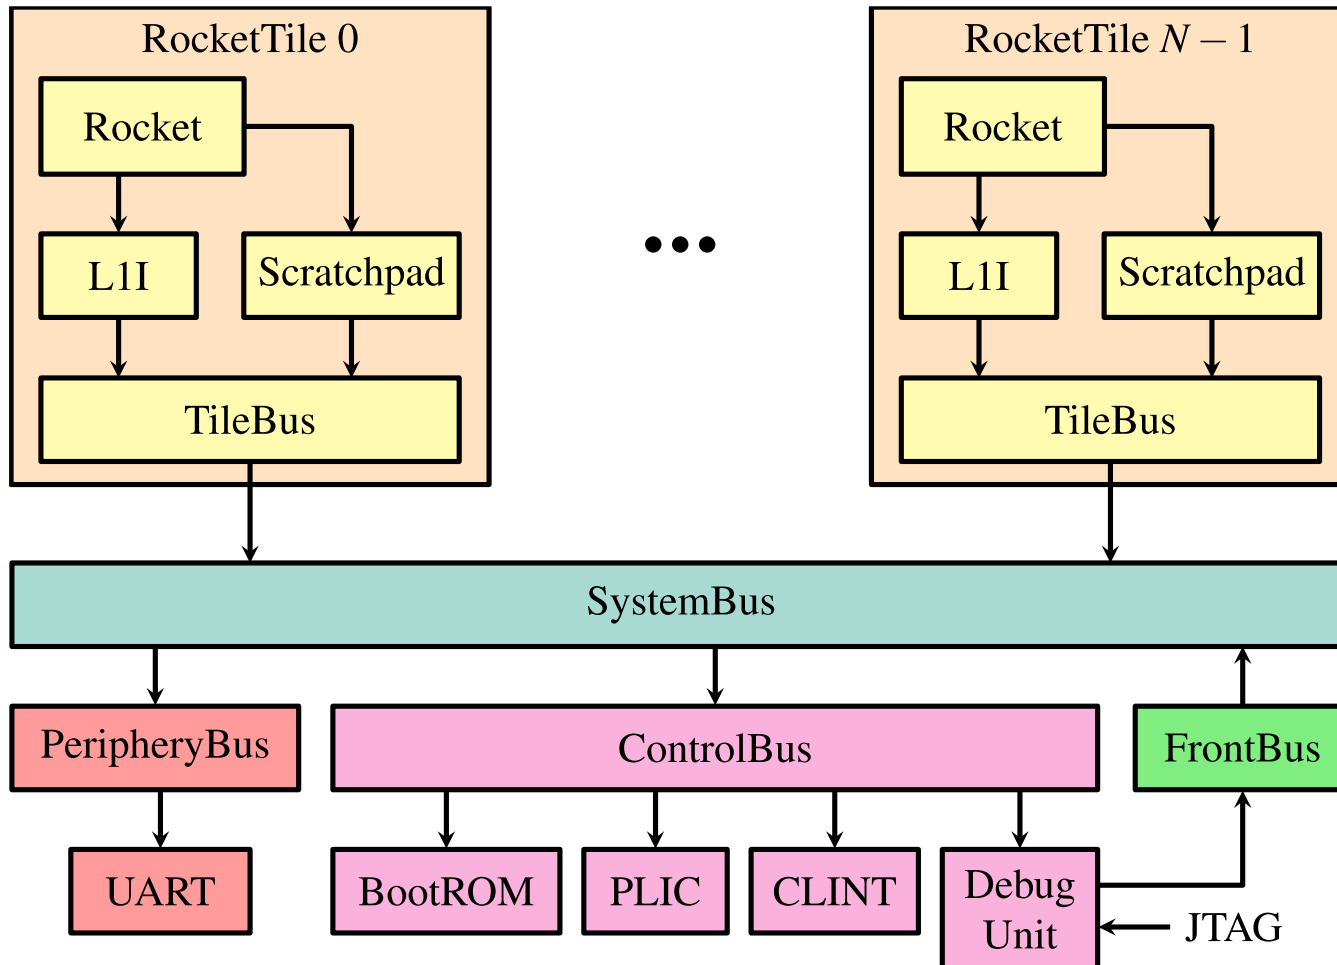 RocketTile 0
RocketTile N − 1
Rocket
Rocket
L1I
Scratchpad
L1I
Scratchpad
TileBus
TileBus
SystemBus
PeripheryBus
ControlBus
FrontBus
UART
BootROM
PLIC
CLINT
Debug
Unit
JTAG